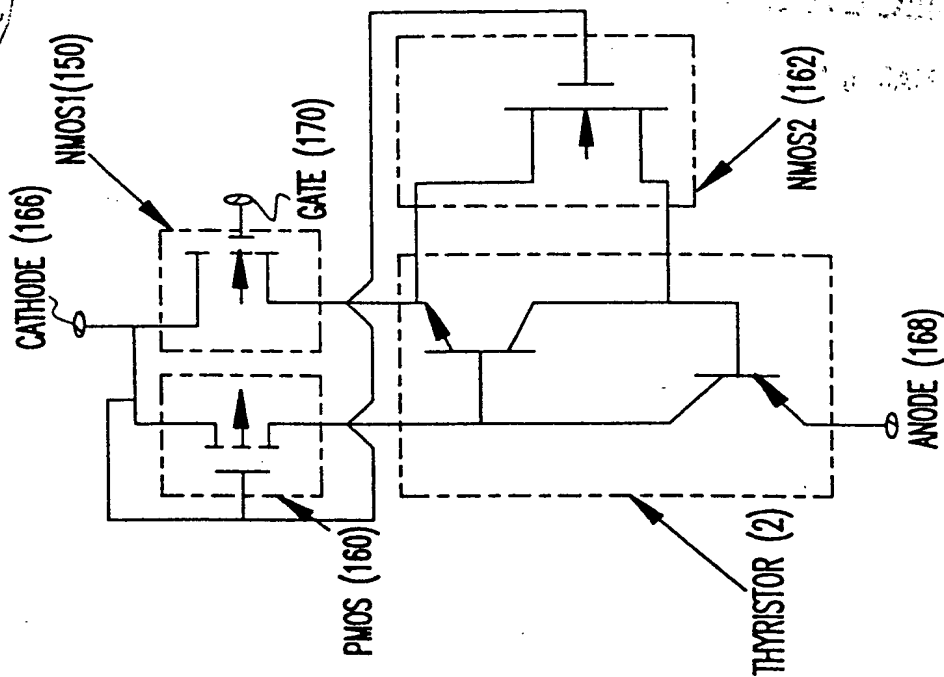 CATHODE (166)
NMOS1(150)
GATE (170)
NMOS2 (162)
PMOS (160)
ANODE (168)
THYRISTOR (2)